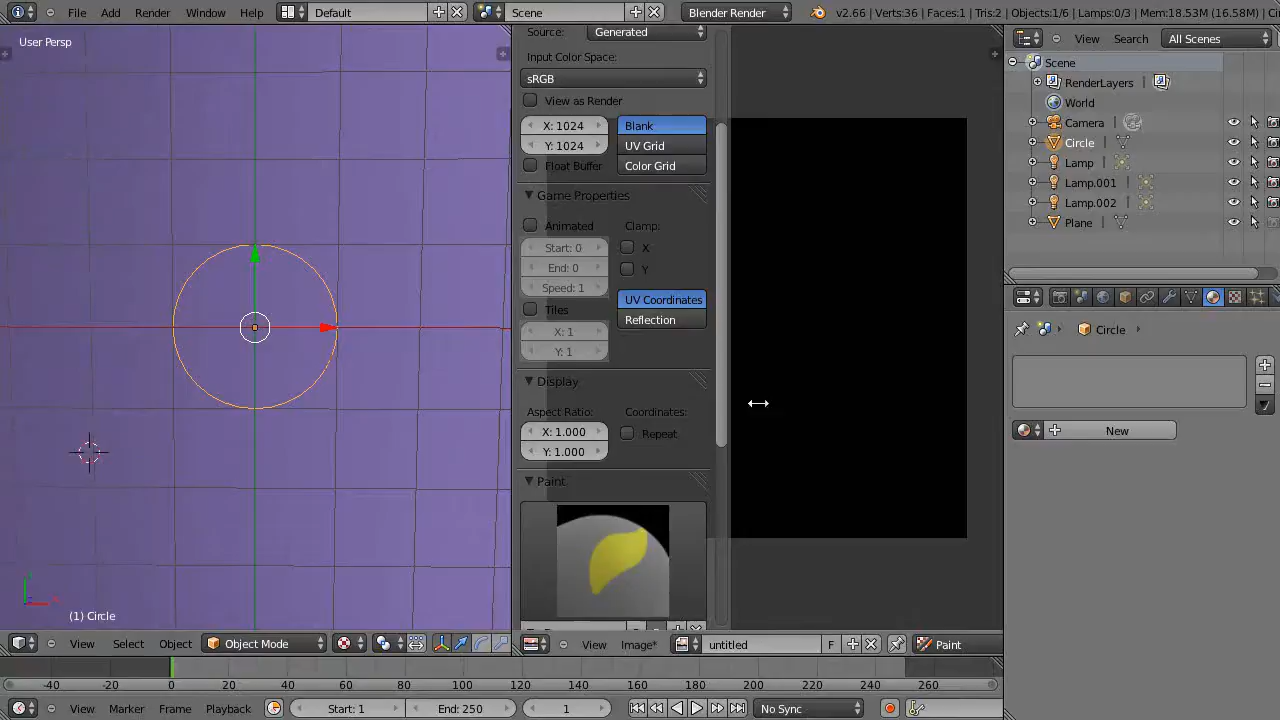 File Add Render Window Help Default Scene Blender Render v2.66 | Verts:36 | Faces:1 | Tris:2 | Objects:1/6 | Lamps:0/3 | Mem:18.53M (16.58M) | Circle
User Persp
Source: Generated
Input Color Space:
sRGB
View as Render
X: 1024 Blank
Y: 1024 UV Grid
Float Buffer Color Grid
Game Properties
Animated Clamp:
Start: 0 X
End: 0 Y
Speed: 1 UV Coordinates
Tiles Reflection
X: 1
Y: 1
Display
Aspect Ratio: Coordinates:
X: 1.000 Repeat
Y: 1.000
Paint
View Search All Scenes
Scene
RenderLayers
World
Camera
Circle
Lamp
Lamp.001
Lamp.002
Plane
Circle
New
(1) Circle
View Select Object Object Mode
View Image* untitled F Paint
-40 -20 0 20 40 60 80 100 120 140 160 180 200 220 240 260
View Marker Frame Playback Start: 1 End: 250 1 No Sync